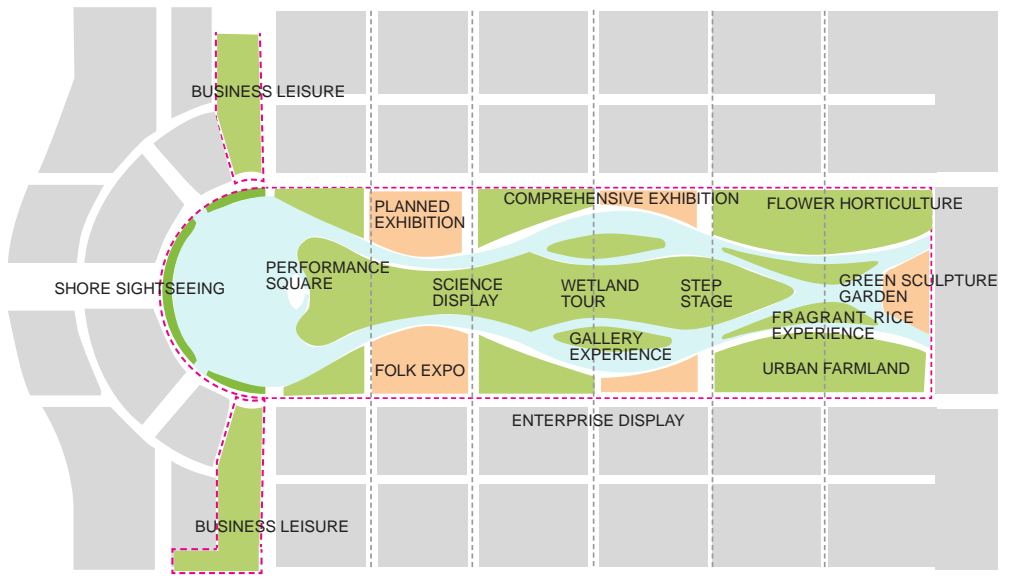 BUSINESS LEISURE
PLANNED
EXHIBITION
COMPREHENSIVE EXHIBITION
FLOWER HORTICULTURE
SHORE SIGHTSEEING
PERFORMANCE
SQUARE
SCIENCE
DISPLAY
WETLAND
TOUR
STEP
STAGE
GREEN SCULPTURE
GARDEN
FRAGRANT RICE
EXPERIENCE
GALLERY
EXPERIENCE
FOLK EXPO
URBAN FARMLAND
ENTERPRISE DISPLAY
BUSINESS LEISURE